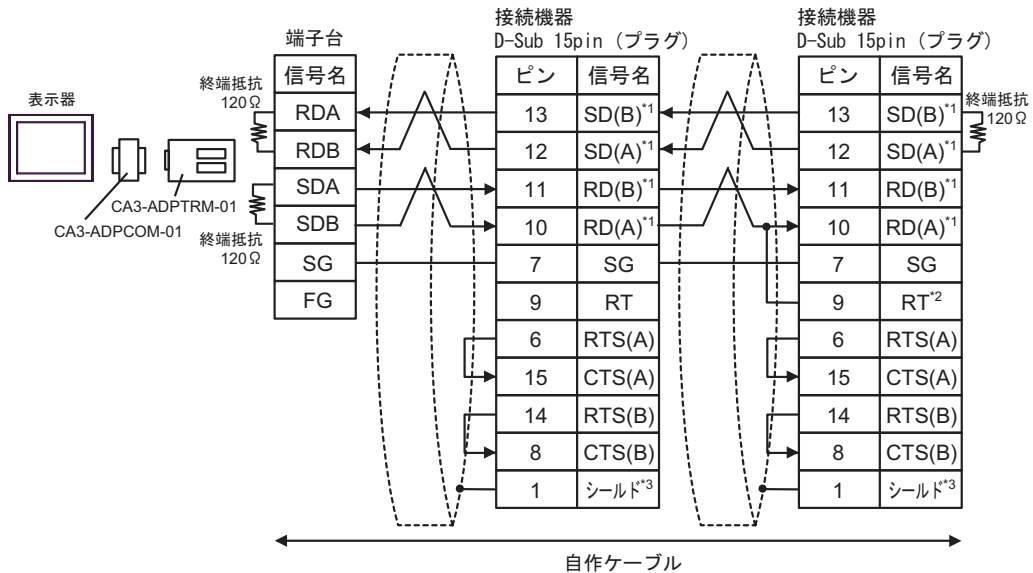 表示器
CA3-ADPTRM-01
CA3-ADPCOM-01
終端抵抗
120Ω
終端抵抗
120Ω
端子台
信号名
RDA
RDB
SDA
SDB
SG
FG
接続機器
D-Sub 15pin (プラグ)
ピン 信号名
13 SD(B)*1
12 SD(A)*1
11 RD(B)*1
10 RD(A)*1
7 SG
9 RT
6 RTS(A)
15 CTS(A)
14 RTS(B)
8 CTS(B)
1 シールド*3
接続機器
D-Sub 15pin (プラグ)
ピン 信号名
13 SD(B)*1
12 SD(A)*1
11 RD(B)*1
10 RD(A)*1
7 SG
9 RT*2
6 RTS(A)
15 CTS(A)
14 RTS(B)
8 CTS(B)
1 シールド*3
終端抵抗
120Ω
自作ケーブル